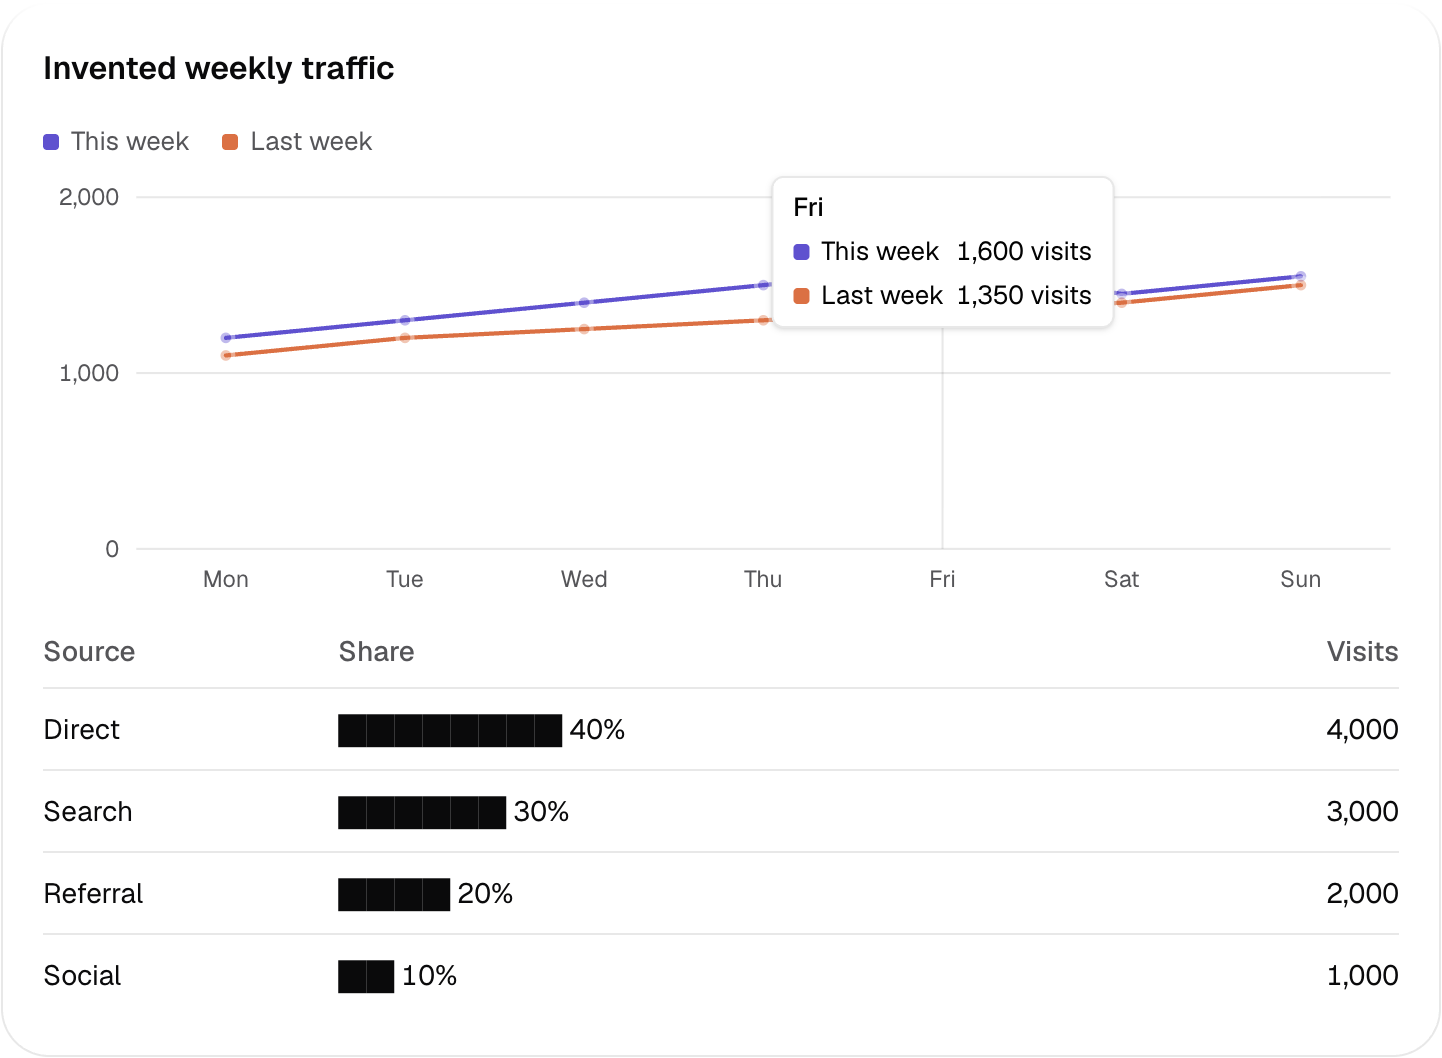 Invented weekly traffic
This week Last week
2,000
Fri
This week 1,600 visits
Last week 1,350 visits
1,000
0
Mon Tue Wed Thu Fri Sat Sun
Source Share Visits
Direct 40% 4,000
Search 30% 3,000
Referral 20% 2,000
Social 10% 1,000